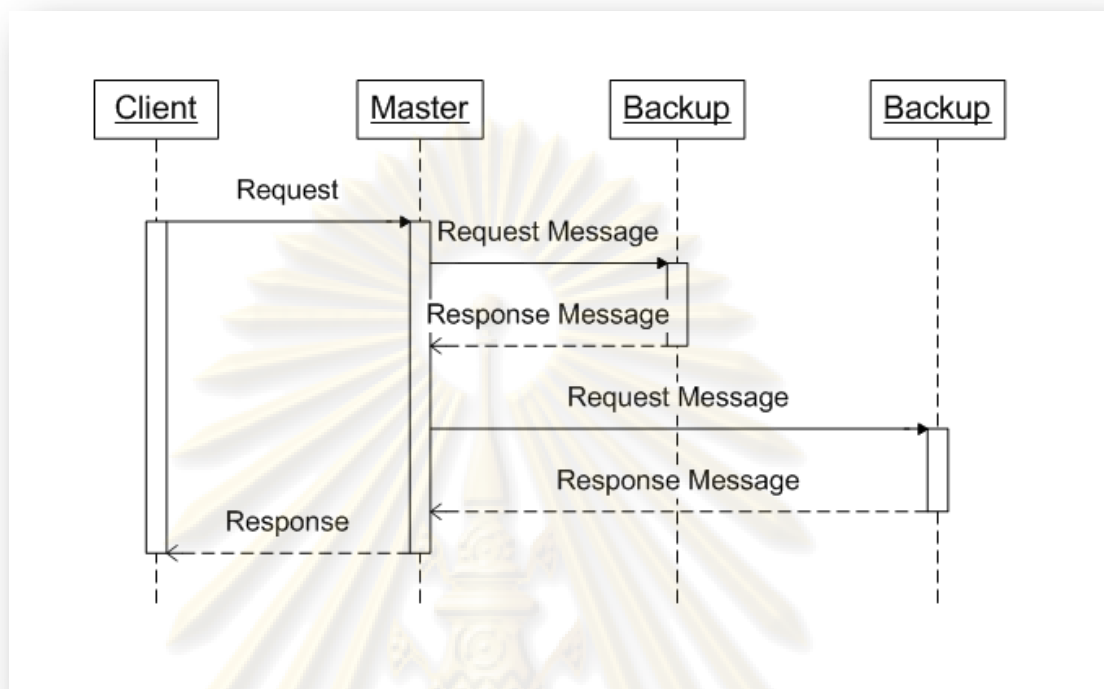 Client
Master
Backup
Backup
Request
Request Message
Response Message
Request Message
Response Message
Response